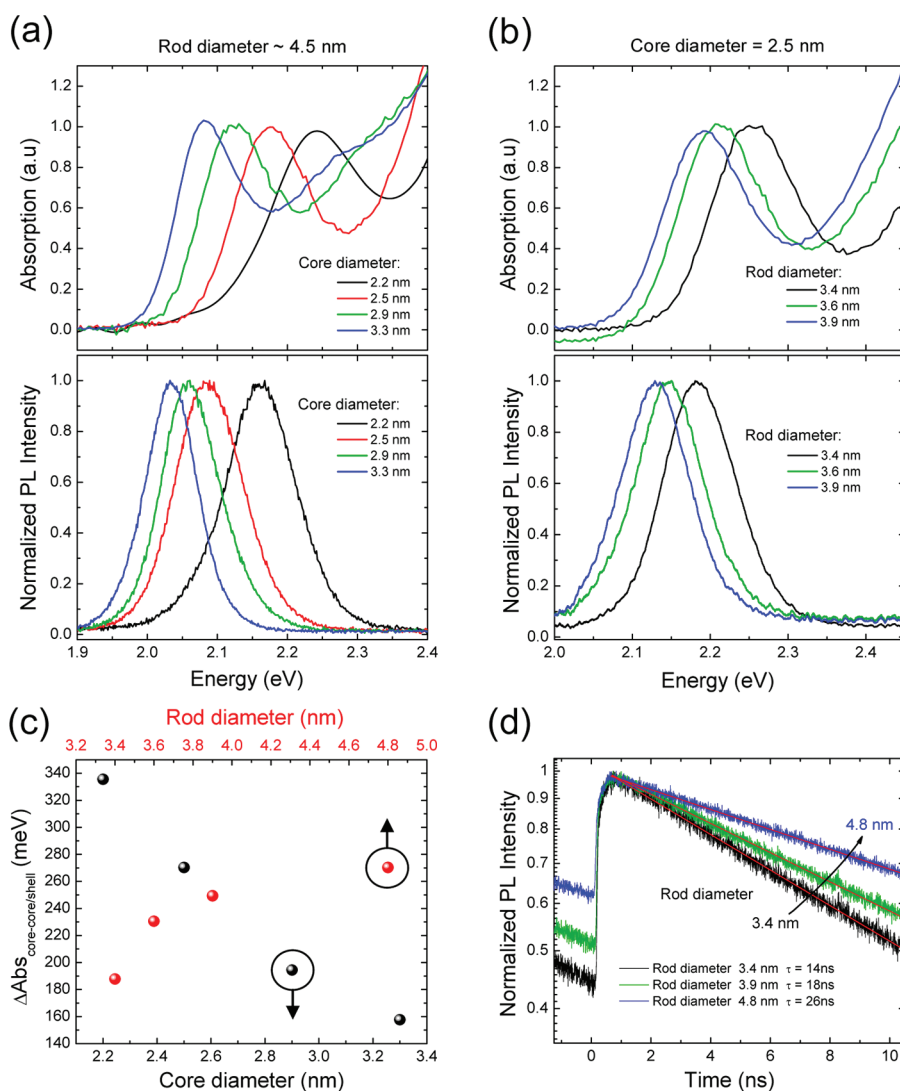 (a)
Rod diameter ~ 4.5 nm
1.2
1.0
0.8
0.6
0.4
0.2
0.0
Absorption (a.u)
Core diameter:
2.2 nm
2.5 nm
2.9 nm
3.3 nm
1.0
0.8
0.6
0.4
0.2
0.0
Normalized PL Intensity
Core diameter:
2.2 nm
2.5 nm
2.9 nm
3.3 nm
1.9 2.0 2.1 2.2 2.3 2.4
Energy (eV)
(b)
Core diameter = 2.5 nm
1.2
1.0
0.8
0.6
0.4
0.2
0.0
Absorption (a.u)
Rod diameter:
3.4 nm
3.6 nm
3.9 nm
1.0
0.8
0.6
0.4
0.2
0.0
Normalized PL Intensity
Rod diameter:
3.4 nm
3.6 nm
3.9 nm
2.0 2.1 2.2 2.3 2.4
Energy (eV)
(c)
Rod diameter (nm)
3.2 3.4 3.6 3.8 4.0 4.2 4.4 4.6 4.8 5.0
340
320
300
280
260
240
220
200
180
160
140
ΔAbscore-core/shell (meV)
2.2 2.4 2.6 2.8 3.0 3.2 3.4
Core diameter (nm)
(d)
1
0.9
0.8
0.7
0.6
0.5
0.4
Normalized PL Intensity
4.8 nm
Rod diameter
3.4 nm
Rod diameter 3.4 nm τ = 14ns
Rod diameter 3.9 nm τ = 18ns
Rod diameter 4.8 nm τ = 26ns
0 2 4 6 8 10
Time (ns)